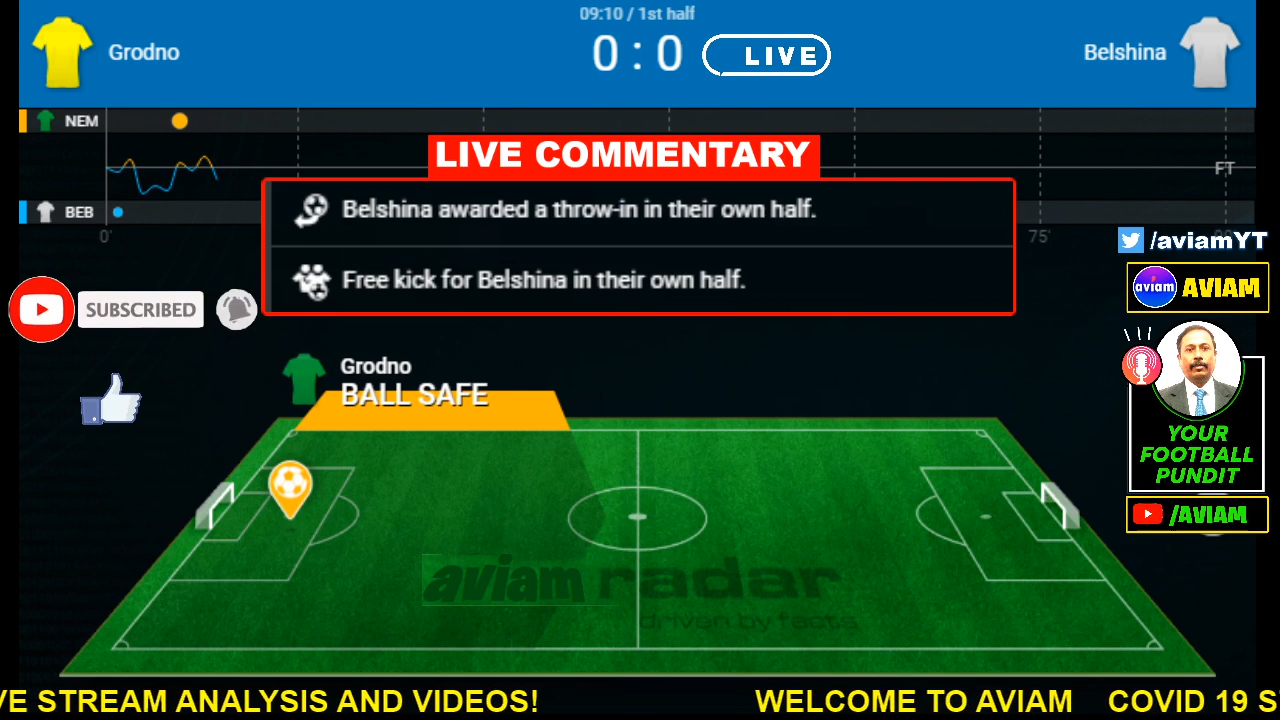 09:10 / 1st half
Grodno
0 : 0
LIVE
Belshina
NEM
LIVE COMMENTARY
FT
Belshina awarded a throw-in in their own half.
BEB
0'
75'
/aviamYT
Free kick for Belshina in their own half.
aviam AVIAM
SUBSCRIBED
Grodno
BALL SAFE
YOUR
FOOTBALL
PUNDIT
/AVIAM
aviam radar
driven by facts
VE STREAM ANALYSIS AND VIDEOS! WELCOME TO AVIAM COVID 19 S